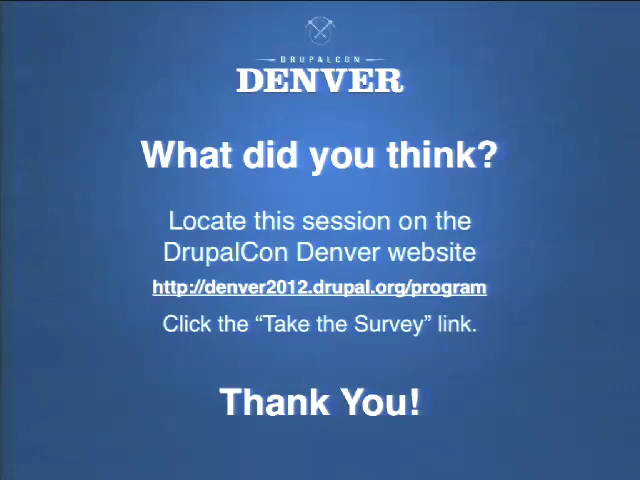 DRUPALCON
DENVER
What did you think?
Locate this session on the
DrupalCon Denver website
http://denver2012.drupal.org/program
Click the “Take the Survey” link.
Thank You!